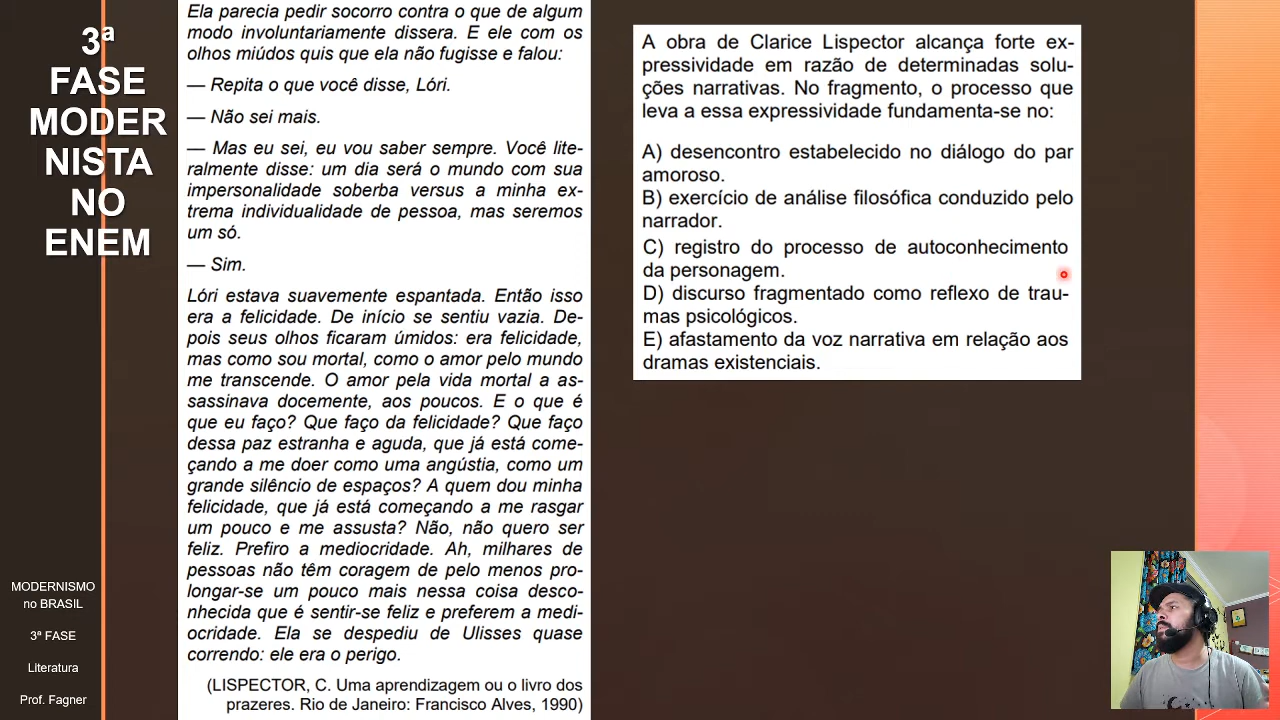 3ª
FASE
MODER
NISTA
NO
ENEM
MODERNISMO
no BRASIL
3ª FASE
Literatura
Prof. Fagner
Ela parecia pedir socorro contra o que de algum
modo involuntariamente dissera. E ele com os
olhos miúdos quis que ela não fugisse e falou:
— Repita o que você disse, Lóri.
— Não sei mais.
— Mas eu sei, eu vou saber sempre. Você lite-
ralmente disse: um dia será o mundo com sua
impersonalidade soberba versus a minha ex-
trema individualidade de pessoa, mas seremos
um só.
— Sim.
Lóri estava suavemente espantada. Então isso
era a felicidade. De início se sentiu vazia. De-
pois seus olhos ficaram úmidos: era felicidade,
mas como sou mortal, como o amor pelo mundo
me transcende. O amor pela vida mortal a as-
sassinava docemente, aos poucos. E o que é
que eu faço? Que faço da felicidade? Que faço
dessa paz estranha e aguda, que já está come-
çando a me doer como uma angústia, como um
grande silêncio de espaços? A quem dou minha
felicidade, que já está começando a me rasgar
um pouco e me assusta? Não, não quero ser
feliz. Prefiro a mediocridade. Ah, milhares de
pessoas não têm coragem de pelo menos pro-
longar-se um pouco mais nessa coisa desco-
nhecida que é sentir-se feliz e preferem a medi-
ocridade. Ela se despediu de Ulisses quase
correndo: ele era o perigo.
(LISPECTOR, C. Uma aprendizagem ou o livro dos
prazeres. Rio de Janeiro: Francisco Alves, 1990)
A obra de Clarice Lispector alcança forte ex-
pressividade em razão de determinadas solu-
ções narrativas. No fragmento, o processo que
leva a essa expressividade fundamenta-se no:
A) desencontro estabelecido no diálogo do par
amoroso.
B) exercício de análise filosófica conduzido pelo
narrador.
C) registro do processo de autoconhecimento
da personagem.
D) discurso fragmentado como reflexo de trau-
mas psicológicos.
E) afastamento da voz narrativa em relação aos
dramas existenciais.